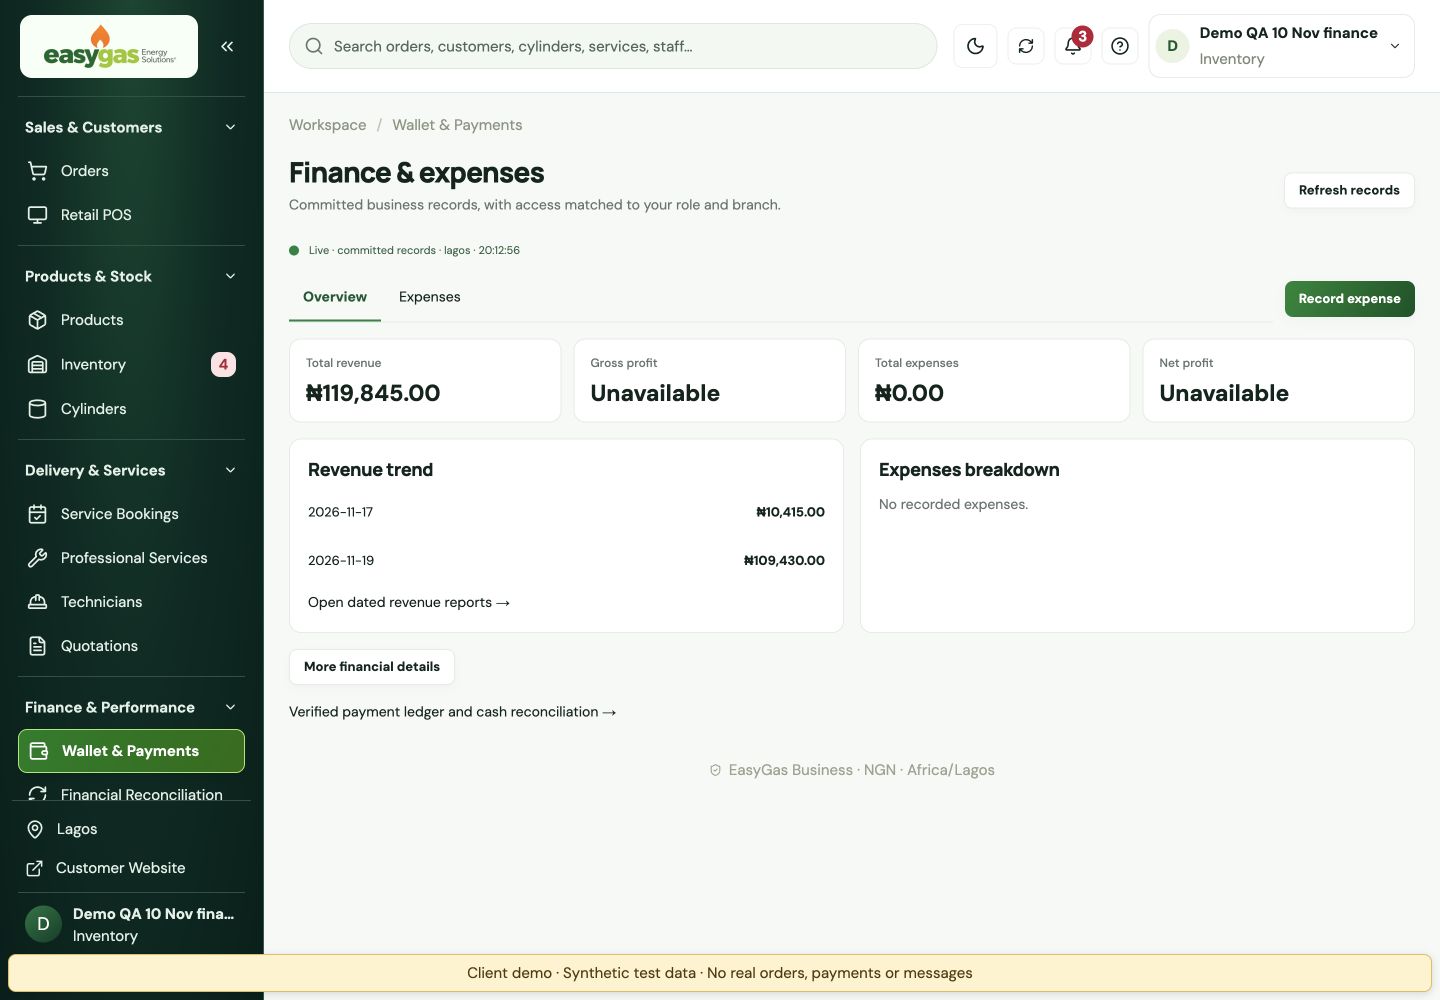 easygas Energy Solutions
Search orders, customers, cylinders, services, staff...
3
D
Demo QA 10 Nov finance
Inventory
Sales & Customers
Orders
Retail POS
Products & Stock
Products
Inventory
4
Cylinders
Delivery & Services
Service Bookings
Professional Services
Technicians
Quotations
Finance & Performance
Wallet & Payments
Financial Reconciliation
Lagos
Customer Website
D
Demo QA 10 Nov fina...
Inventory
Workspace / Wallet & Payments
Finance & expenses
Committed business records, with access matched to your role and branch.
Refresh records
Live · committed records · lagos · 20:12:56
Overview
Expenses
Record expense
Total revenue
₦119,845.00
Gross profit
Unavailable
Total expenses
₦0.00
Net profit
Unavailable
Revenue trend
2026-11-17 ₦10,415.00
2026-11-19 ₦109,430.00
Open dated revenue reports →
Expenses breakdown
No recorded expenses.
More financial details
Verified payment ledger and cash reconciliation →
EasyGas Business · NGN · Africa/Lagos
Client demo · Synthetic test data · No real orders, payments or messages